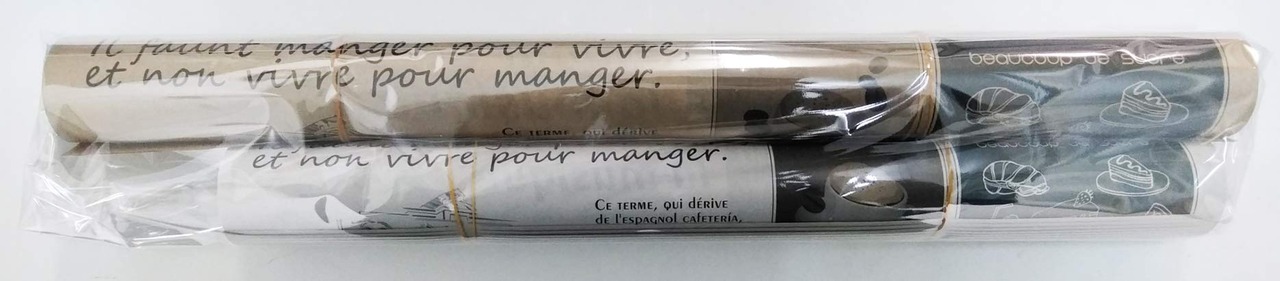 Il faunt manger pour vivre,
et non vivre pour manger.
beaucoup de sucre
Ce terme, qui dérive
et non vivre pour manger.
Ce terme, qui dérive
de l'espagnol cafetería,